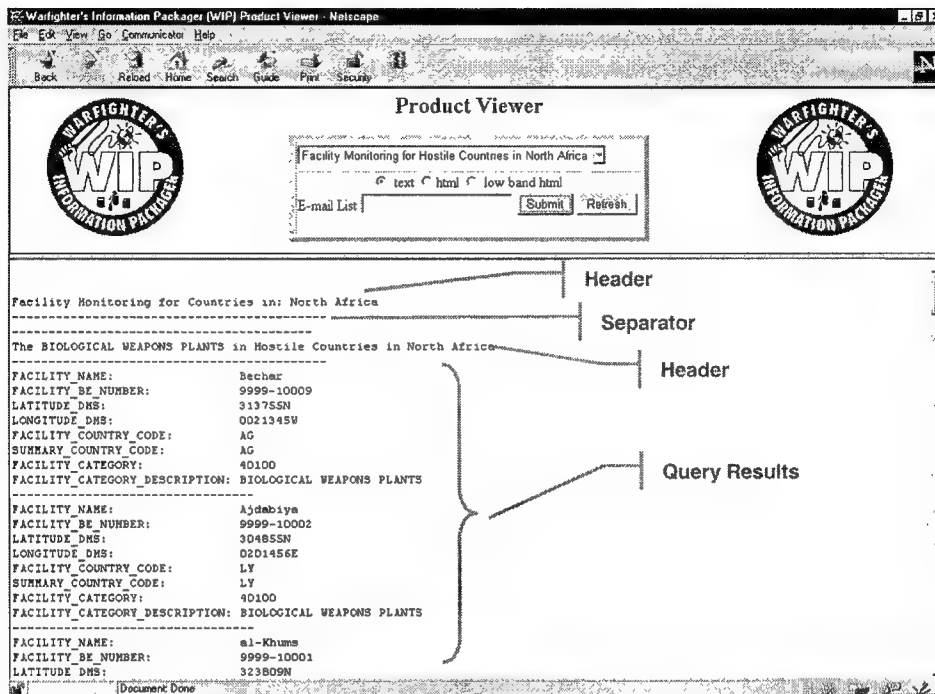 Warfighter's Information Packager (WIP) Product Viewer - Netscape
File Edit View Go Communicator Help
Back Reload Home Search Guide Print Security
N
Product Viewer
WARFIGHTER'S
WIP
INFORMATION PACKAGER
WARFIGHTER'S
WIP
INFORMATION PACKAGER
Facility Monitoring for Hostile Countries in North Africa
text html low band html
E-mail List Submit Refresh
Header
Facility Monitoring for Countries in: North Africa
----------------------------------------------
Separator
--------------------------------------------
The BIOLOGICAL WEAPONS PLANTS in Hostile Countries in North Africa
Header
----------------------------------------------
FACILITY_NAME: Bechar
FACILITY_BE_NUMBER: 9999-10009
LATITUDE_DMS: 313755N
LONGITUDE_DMS: 0021345W
FACILITY_COUNTRY_CODE: AG
SUMMARY_COUNTRY_CODE: AG
FACILITY_CATEGORY: 40100
FACILITY_CATEGORY_DESCRIPTION: BIOLOGICAL WEAPONS PLANTS
Query Results
-----------------------------------
FACILITY_NAME: Ajdabiya
FACILITY_BE_NUMBER: 9999-10002
LATITUDE_DMS: 304855N
LONGITUDE_DMS: 0201456E
FACILITY_COUNTRY_CODE: LY
SUMMARY_COUNTRY_CODE: LY
FACILITY_CATEGORY: 40100
FACILITY_CATEGORY_DESCRIPTION: BIOLOGICAL WEAPONS PLANTS
-----------------------------------
FACILITY_NAME: al-Khums
FACILITY_BE_NUMBER: 9999-10001
LATITUDE_DMS: 323809N
Document: Done